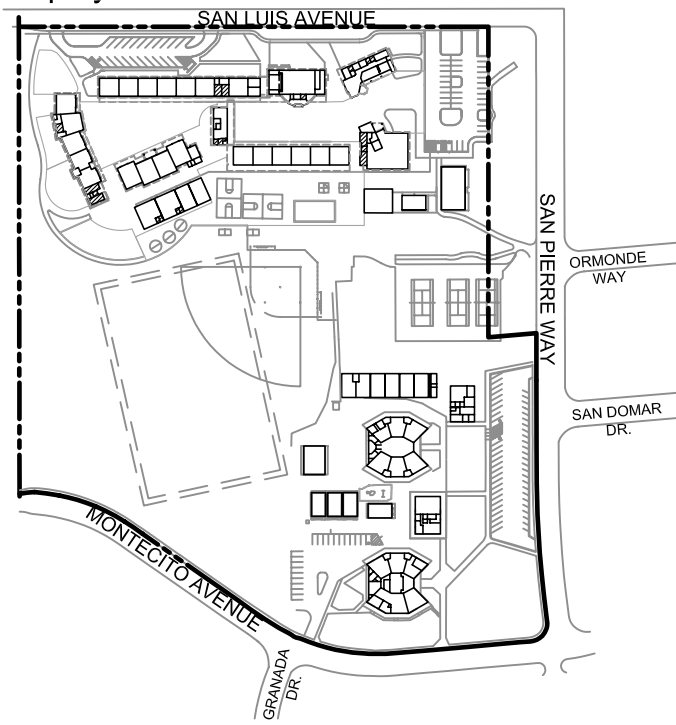 SAN LUIS AVENUE
SAN PIERRE WAY
ORMONDE
WAY
SAN DOMAR
DR.
MONTECITO AVENUE
GRANADA
DR.